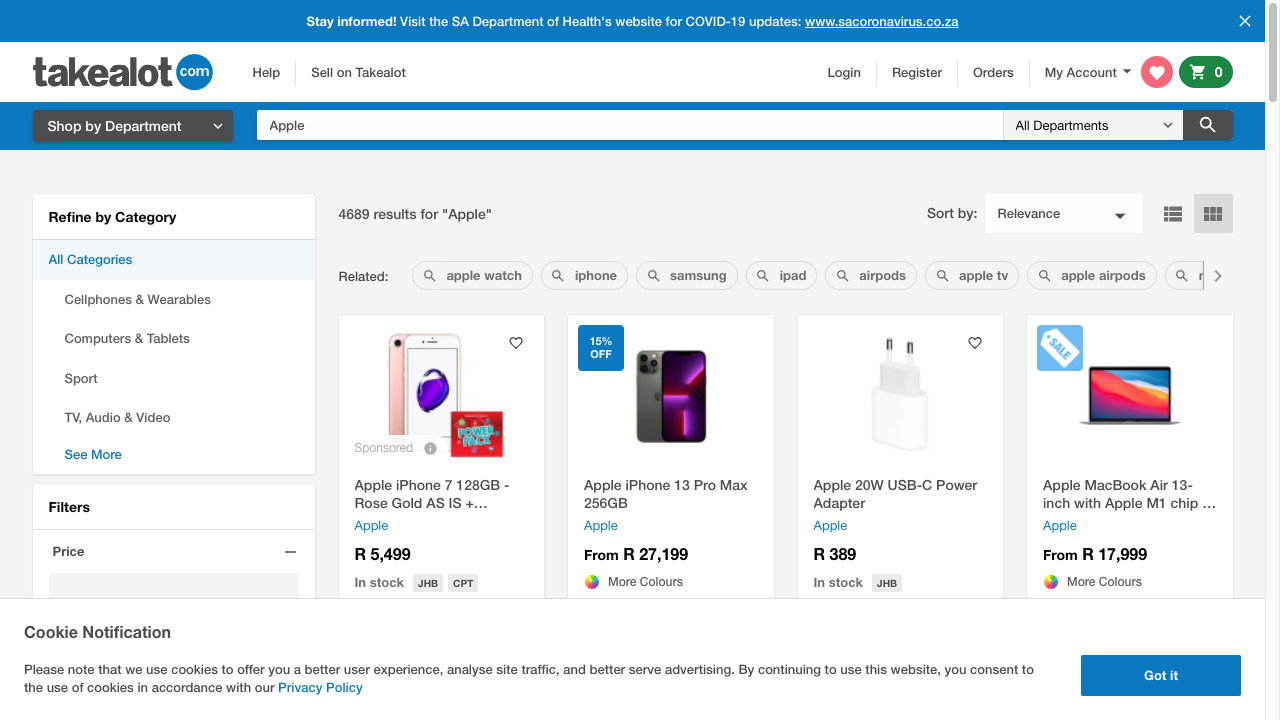 Stay informed! Visit the SA Department of Health's website for COVID-19 updates: www.sacoronavirus.co.za
takealot com
Help
Sell on Takealot
Login
Register
Orders
My Account
0
Shop by Department
Apple
All Departments
Refine by Category
All Categories
Cellphones & Wearables
Computers & Tablets
Sport
TV, Audio & Video
See More
Filters
Price
4689 results for "Apple"
Sort by:
Relevance
Related:
apple watch
iphone
samsung
ipad
airpods
apple tv
apple airpods
POWER
PACK
Sponsored
Apple iPhone 7 128GB -
Rose Gold AS IS +...
Apple
R 5,499
In stock JHB CPT
15%
OFF
Apple iPhone 13 Pro Max
256GB
Apple
From R 27,199
More Colours
Apple 20W USB-C Power
Adapter
Apple
R 389
In stock JHB
SALE
Apple MacBook Air 13-
inch with Apple M1 chip ...
Apple
From R 17,999
More Colours
Cookie Notification
Please note that we use cookies to offer you a better user experience, analyse site traffic, and better serve advertising. By continuing to use this website, you consent to
the use of cookies in accordance with our Privacy Policy
Got it